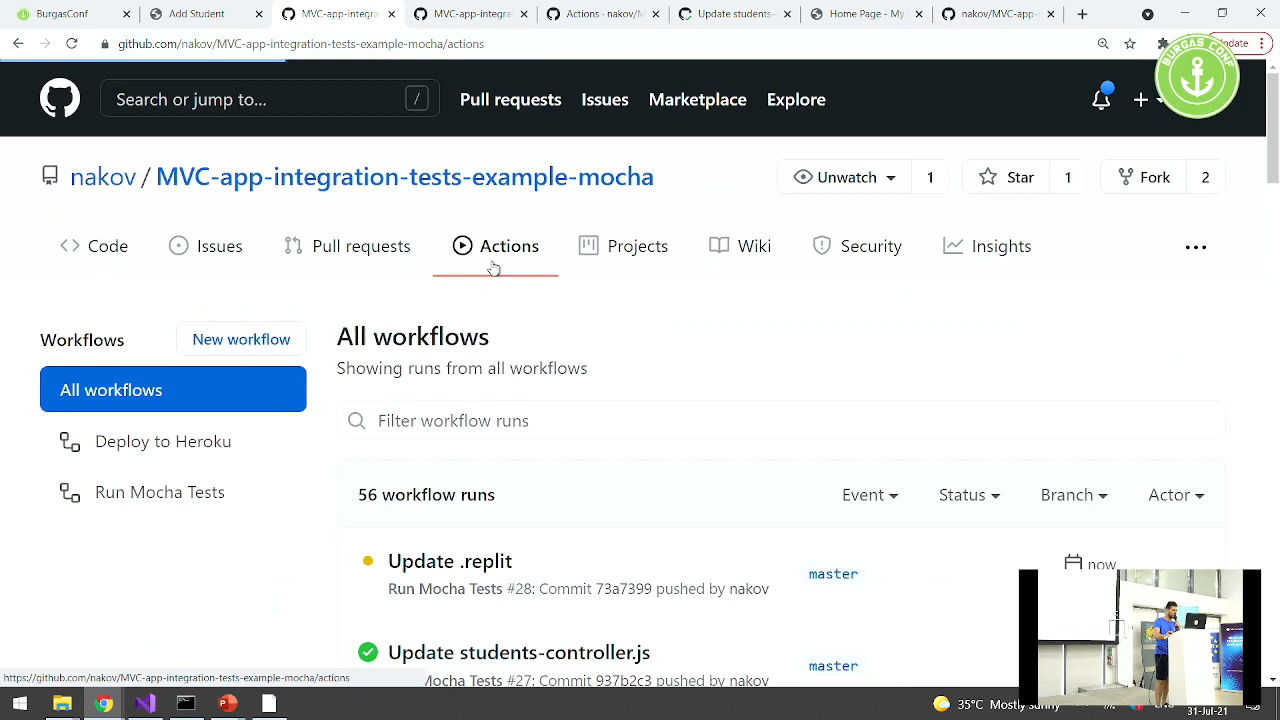 BurgasConf
Add Student
MVC-app-integra
MVC-app-integrat
Actions · nakov/M
Update students-
Home Page - My
nakov/MVC-app-
github.com/nakov/MVC-app-integration-tests-example-mocha/actions
BURGAS CONF
Search or jump to...
/
Pull requests
Issues
Marketplace
Explore
nakov / MVC-app-integration-tests-example-mocha
Unwatch
1
Star
1
Fork
2
Code
Issues
Pull requests
Actions
Projects
Wiki
Security
Insights
Workflows
New workflow
All workflows
Deploy to Heroku
Run Mocha Tests
All workflows
Showing runs from all workflows
Filter workflow runs
56 workflow runs
Event
Status
Branch
Actor
Update .replit
Run Mocha Tests #28: Commit 73a7399 pushed by nakov
master
now
Update students-controller.js
Mocha Tests #27: Commit 937b2c3 pushed by nakov
master
https://github.com/nakov/MVC-app-integration-tests-example-mocha/actions
35°C Mostly sunny
31-Jul-21